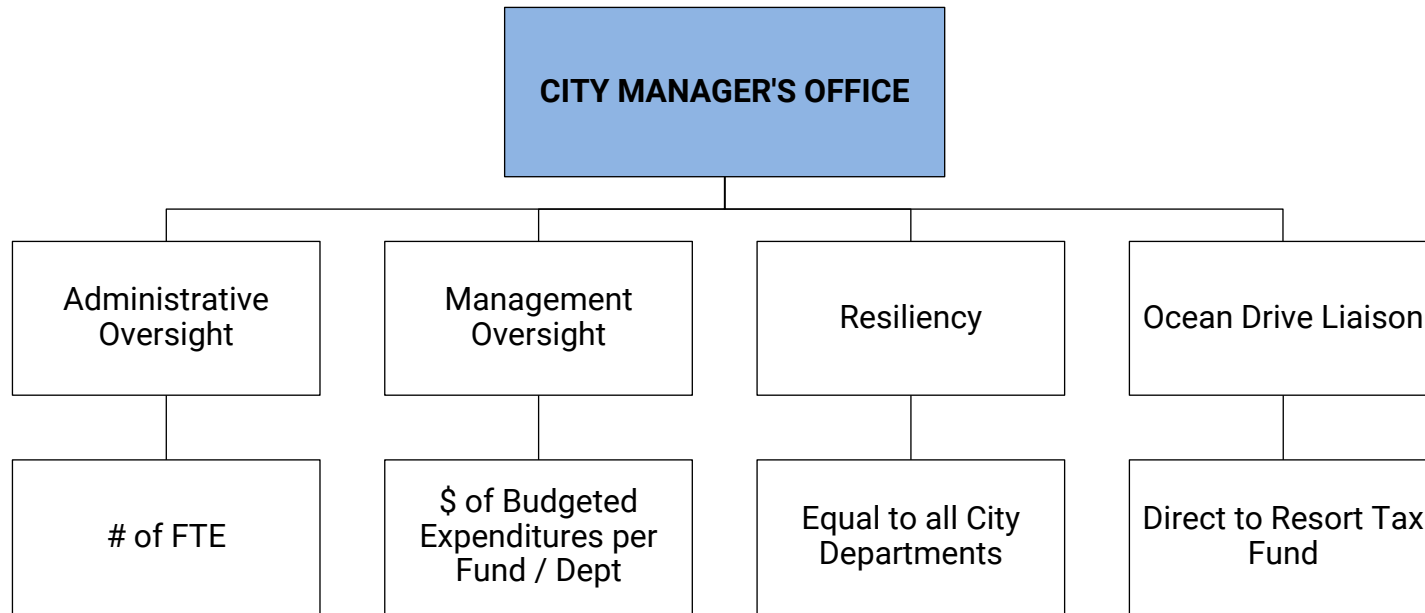 CITY MANAGER'S OFFICE
Administrative
Oversight
Management
Oversight
Resiliency
Ocean Drive Liaison
# of FTE
$ of Budgeted
Expenditures per
Fund / Dept
Equal to all City
Departments
Direct to Resort Tax
Fund